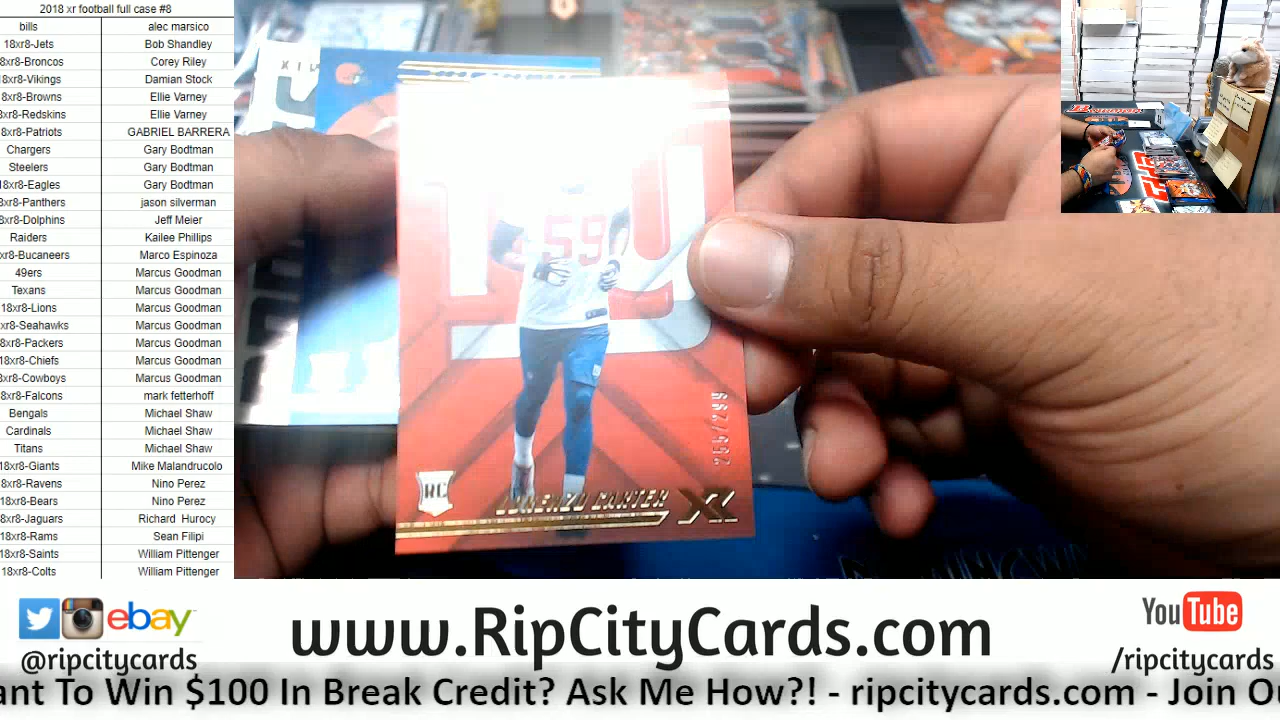 2018 xr football full case #8
bills alec marsico
18xr8-Jets Bob Shandley
8xr8-Broncos Corey Riley
8xr8-Vikings Damian Stock
8xr8-Browns Ellie Varney
8xr8-Redskins Ellie Varney
8xr8-Patriots GABRIEL BARRERA
Chargers Gary Bodtman
Steelers Gary Bodtman
18xr8-Eagles Gary Bodtman
8xr8-Panthers jason silverman
8xr8-Dolphins Jeff Meier
Raiders Kailee Phillips
xr8-Bucaneers Marco Espinoza
49ers Marcus Goodman
Texans Marcus Goodman
18xr8-Lions Marcus Goodman
xr8-Seahawks Marcus Goodman
8xr8-Packers Marcus Goodman
18xr8-Chiefs Marcus Goodman
8xr8-Cowboys Marcus Goodman
8xr8-Falcons mark fetterhoff
Bengals Michael Shaw
Cardinals Michael Shaw
Titans Michael Shaw
18xr8-Giants Mike Malandrucolo
8xr8-Ravens Nino Perez
18xr8-Bears Nino Perez
8xr8-Jaguars Richard Hurocy
18xr8-Rams Sean Filipi
18xr8-Saints William Pittenger
18xr8-Colts William Pittenger
59
RC
LORENZO CARTER XR
ebay
@ripcitycards
www.RipCityCards.com
YouTube
/ripcitycards
ant To Win $100 In Break Credit? Ask Me How?! - ripcitycards.com - Join O